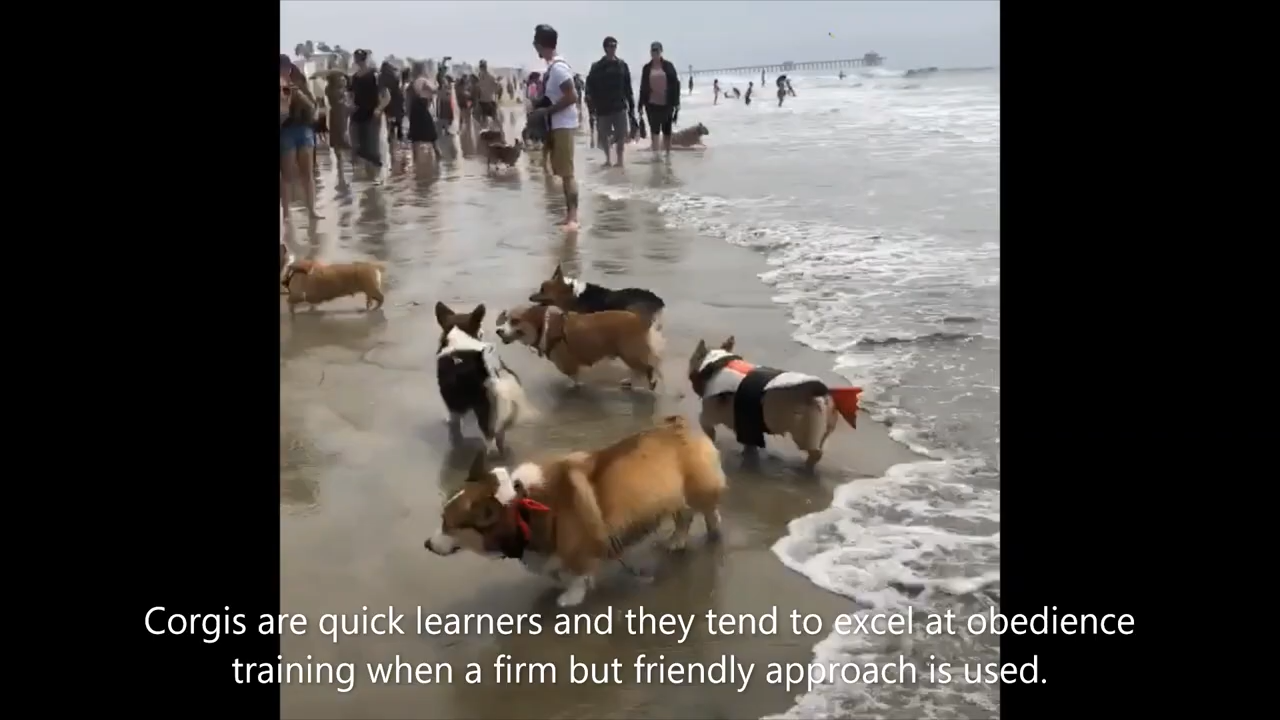 Corgis are quick learners and they tend to excel at obedience
training when a firm but friendly approach is used.